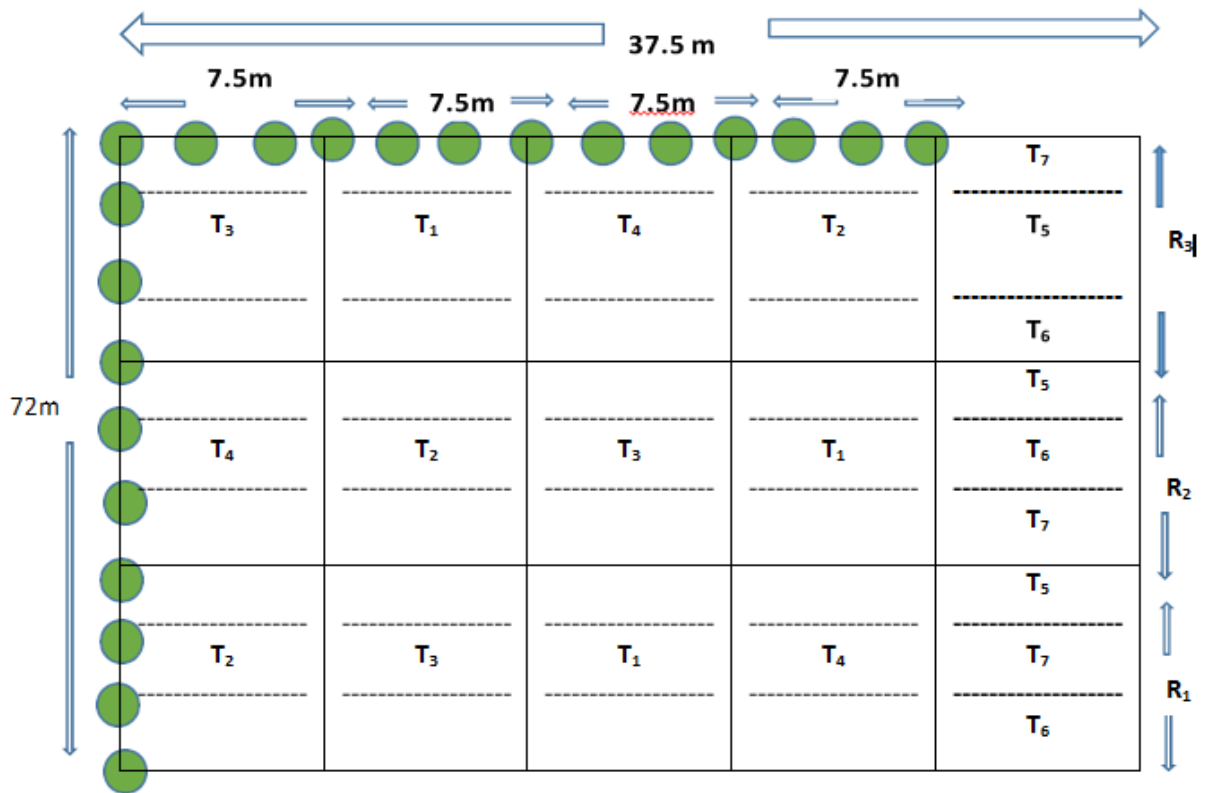 37.5 m
7.5m 7.5m
7.5m 7.5m
T₇
T₃ T₁ T₄ T₂ T₅
R₃
T₆
T₅
72m
T₄ T₂ T₃ T₁ T₆
R₂
T₇
T₅
T₂ T₃ T₁ T₄ T₇
R₁
T₆